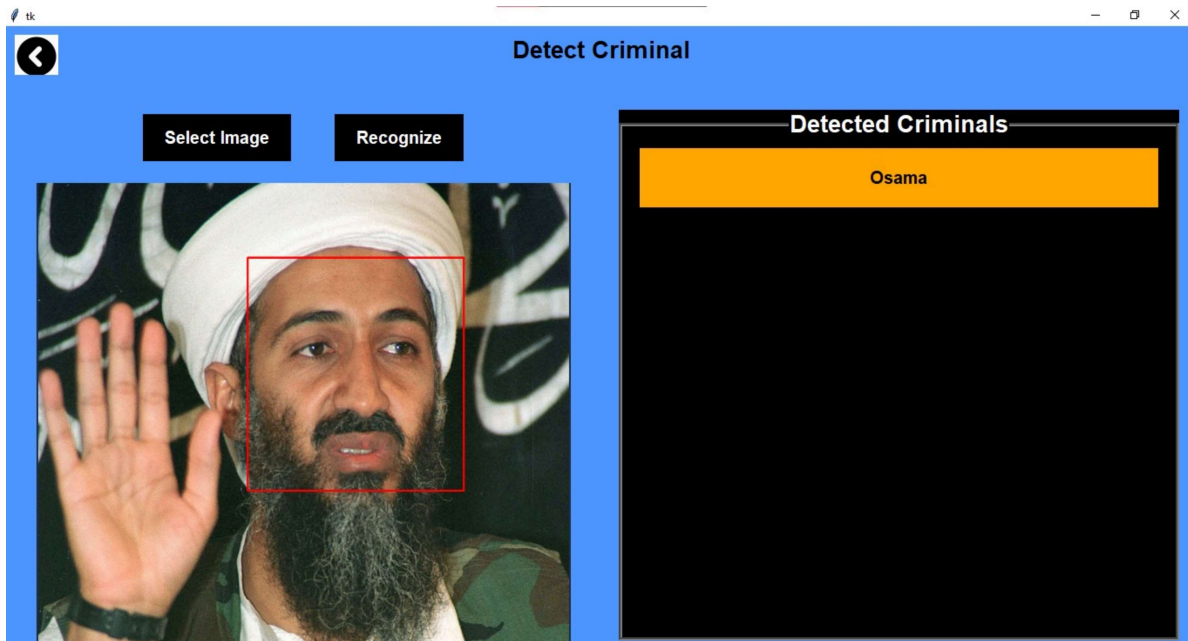 tk
Detect Criminal
Select Image
Recognize
Detected Criminals
Osama